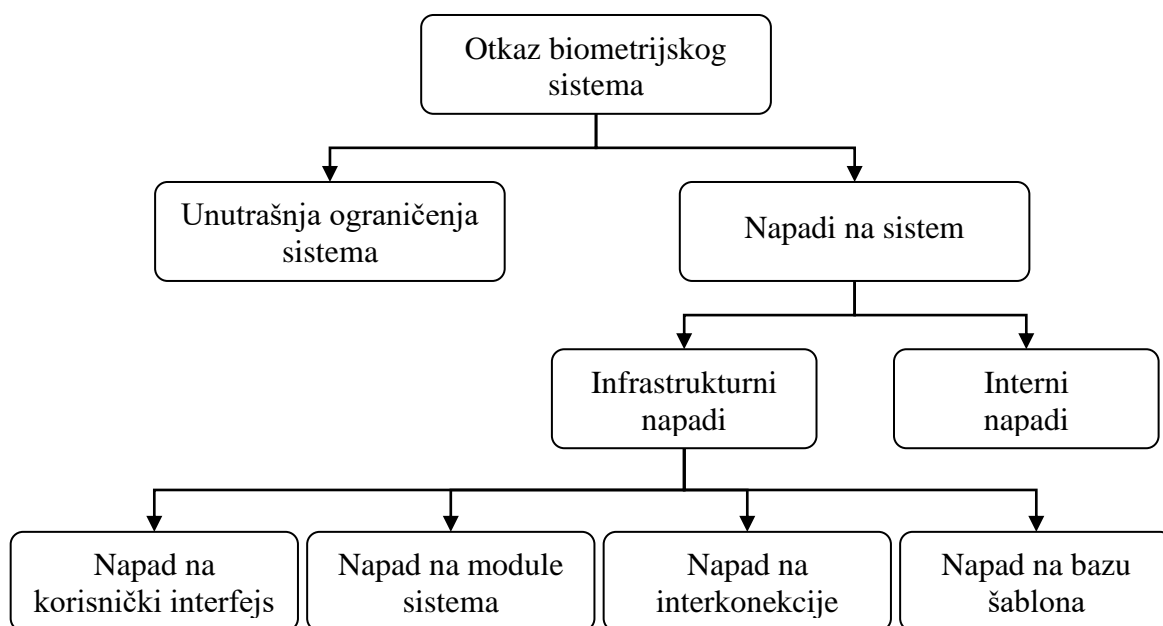 Otkaz biometrijskog
sistema
Unutrašnja ograničenja
sistema
Napadi na sistem
Infrastrukturni
napadi
Interni
napadi
Napad na
korisnički interfejs
Napad na module
sistema
Napad na
interkonekcije
Napad na bazu
šablona